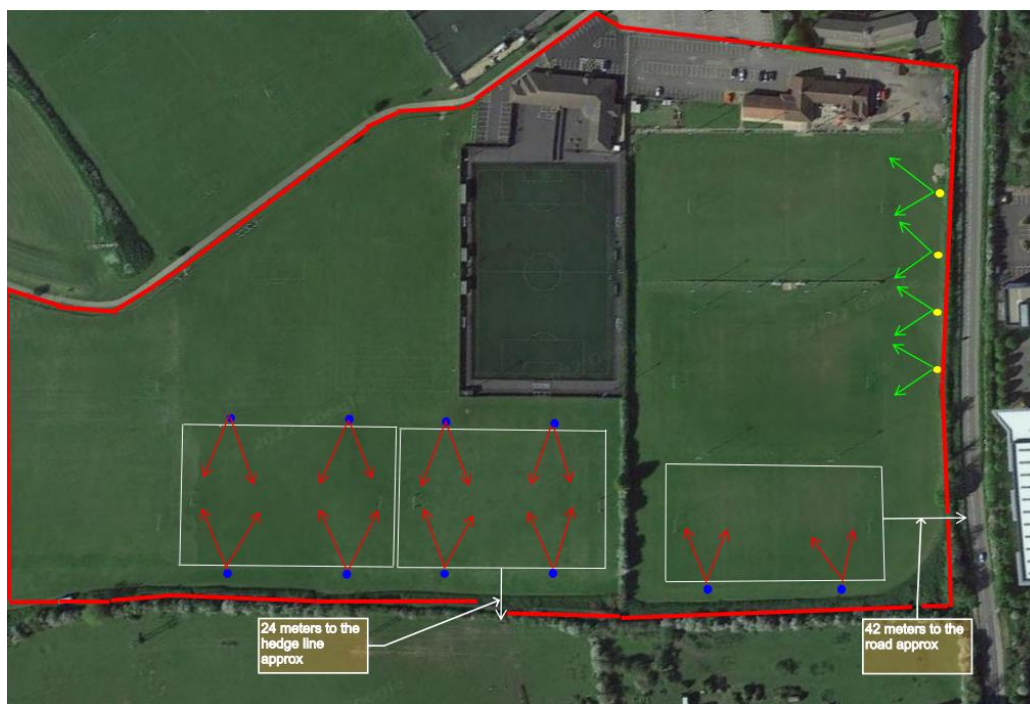 24 meters to the
hedge line
approx
42 meters to the
road approx